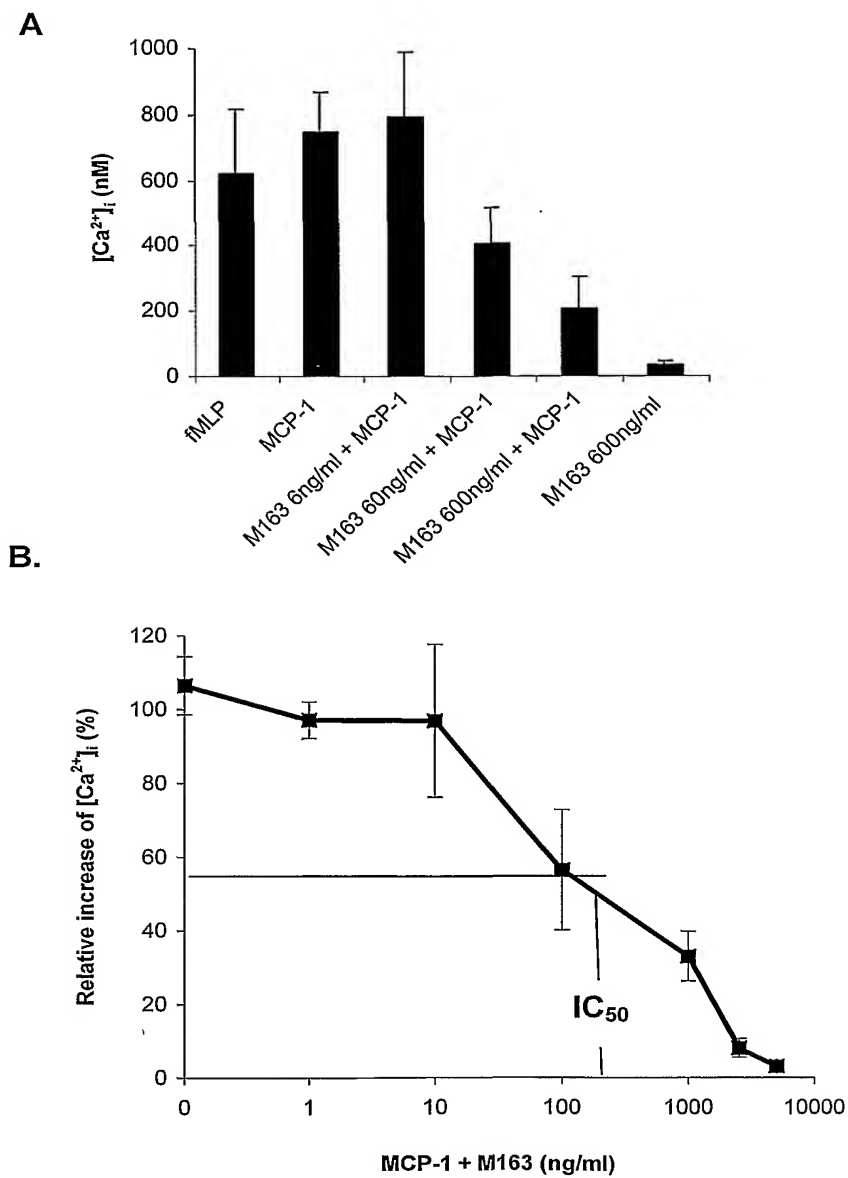 A
1000
800
600
400
200
0
[Ca²⁺]ᵢ (nM)
fMLP
MCP-1
M163 6ng/ml + MCP-1
M163 60ng/ml + MCP-1
M163 600ng/ml + MCP-1
M163 600ng/ml
B.
120
100
80
60
40
20
0
Relative increase of [Ca²⁺]ᵢ (%)
IC₅₀
0 1 10 100 1000 10000
MCP-1 + M163 (ng/ml)